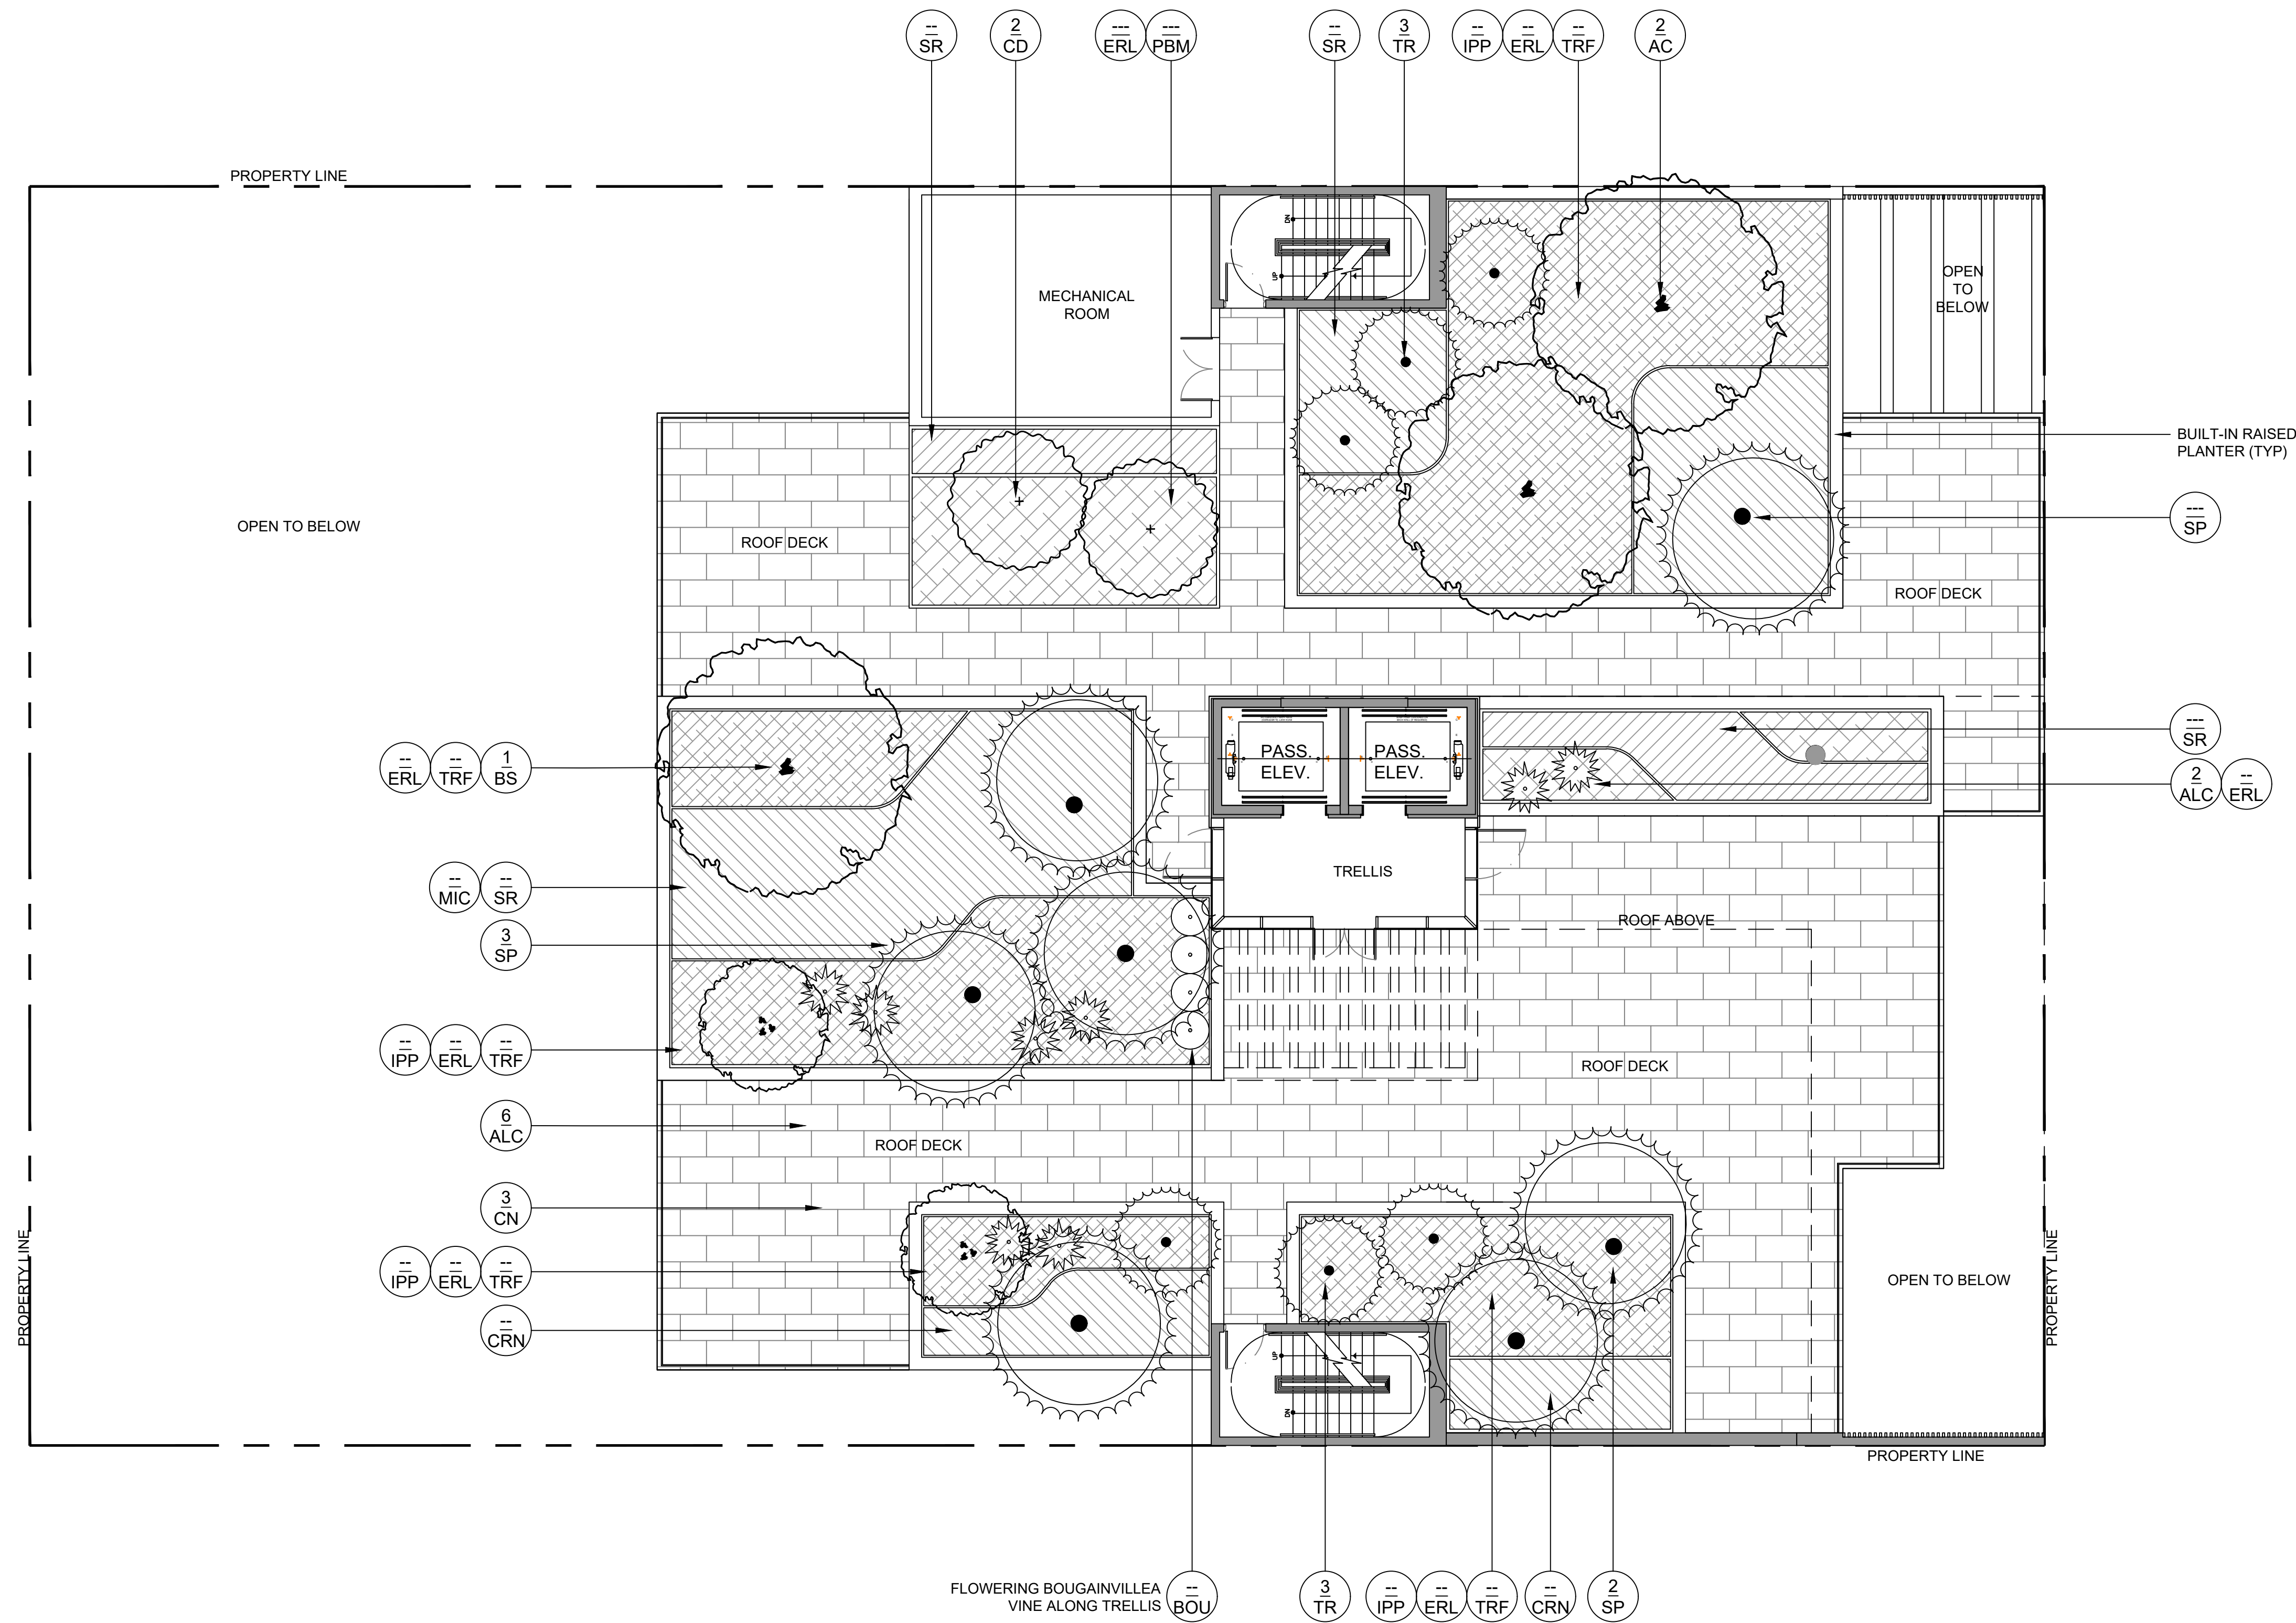 --
SR
2
CD
---
ERL
---
PBM
--
SR
3
TR
--
IPP
--
ERL
--
TRF
2
AC
PROPERTY LINE
DN
UP
MECHANICAL
ROOM
OPEN
TO
BELOW
BUILT-IN RAISED
PLANTER (TYP)
OPEN TO BELOW
ROOF DECK
---
SP
ROOF DECK
---
SR
--
ERL
--
TRF
1
BS
PASS.
ELEV.
PASS.
ELEV.
2
ALC
--
ERL
TRELLIS
--
MIC
--
SR
ROOF ABOVE
3
SP
--
IPP
--
ERL
--
TRF
ROOF DECK
6
ALC
ROOF DECK
3
CN
PROPERTY LINE
PROPERTY LINE
--
IPP
--
ERL
--
TRF
OPEN TO BELOW
--
CRN
UP
DN
PROPERTY LINE
FLOWERING BOUGAINVILLEA
VINE ALONG TRELLIS
--
BOU
3
TR
--
IPP
--
ERL
--
TRF
--
CRN
2
SP